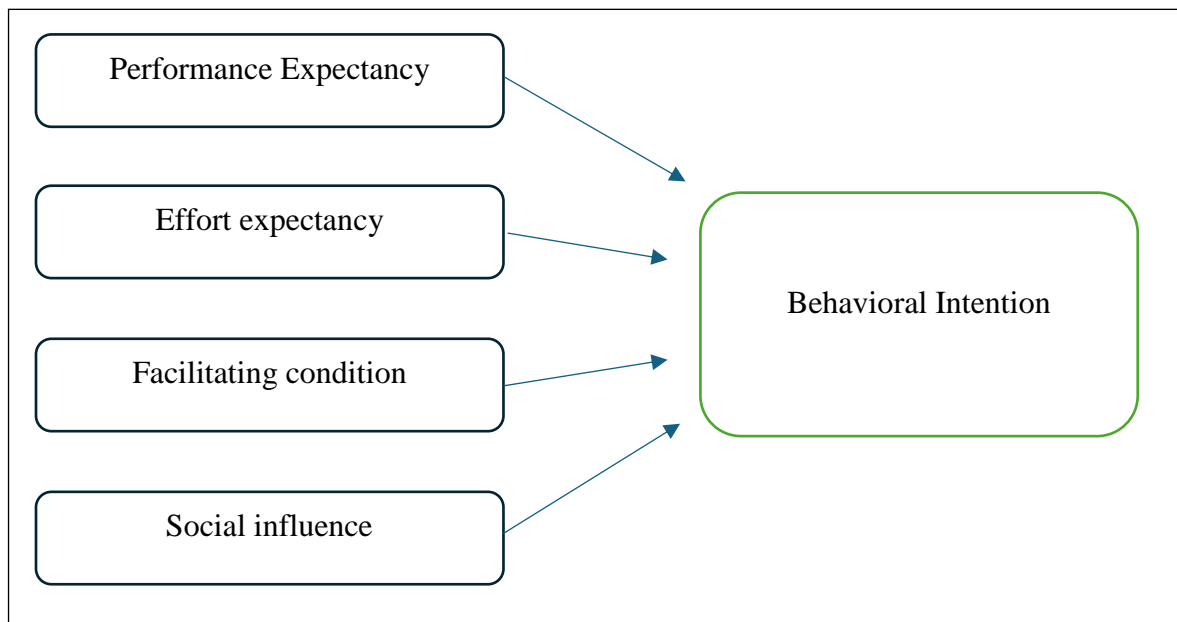 Performance Expectancy
Effort expectancy
Behavioral Intention
Facilitating condition
Social influence